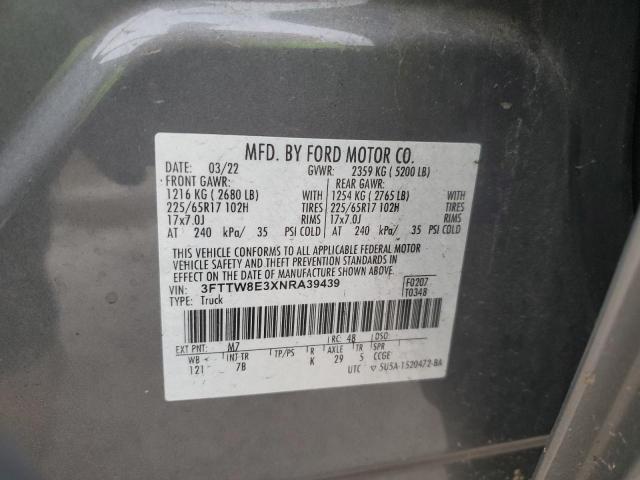 MFD. BY FORD MOTOR CO.
DATE: 03/22 GVWR: 2359 KG ( 5200 LB)
FRONT GAWR: REAR GAWR:
1216 KG ( 2680 LB) WITH 1254 KG ( 2765 LB) WITH
225/65R17 102H TIRES 225/65R17 102H TIRES
17x7.0J RIMS 17x7.0J RIMS
AT 240 kPa/ 35 PSI COLD AT 240 kPa/ 35 PSI COLD
THIS VEHICLE CONFORMS TO ALL APPLICABLE FEDERAL MOTOR
VEHICLE SAFETY AND THEFT PREVENTION STANDARDS IN
EFFECT ON THE DATE OF MANUFACTURE SHOWN ABOVE.
VIN: 3FTTW8E3XNRA39439 F0207
TYPE: Truck T0348
EXT PNT: M7 RC: 48 DSO:
WB INT TR TP/PS R AXLE TR SPR
121 7B K 29 5 CCGE
UTC ▽ 5U5A-1520472-BA